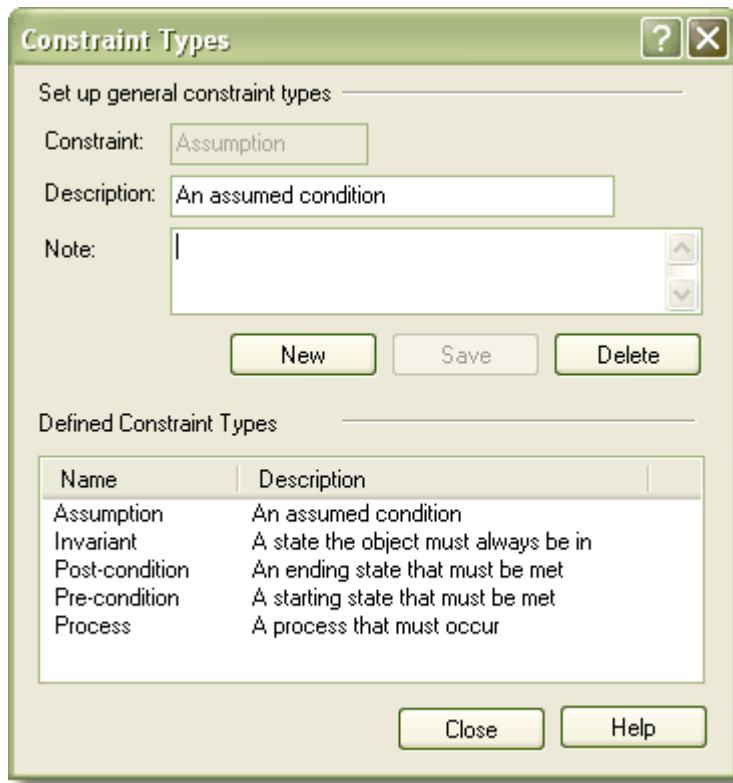 Constraint Types
Set up general constraint types
Constraint: Assumption
Description: An assumed condition
Note:
New Save Delete
Defined Constraint Types
Name Description
Assumption An assumed condition
Invariant A state the object must always be in
Post-condition An ending state that must be met
Pre-condition A starting state that must be met
Process A process that must occur
Close Help